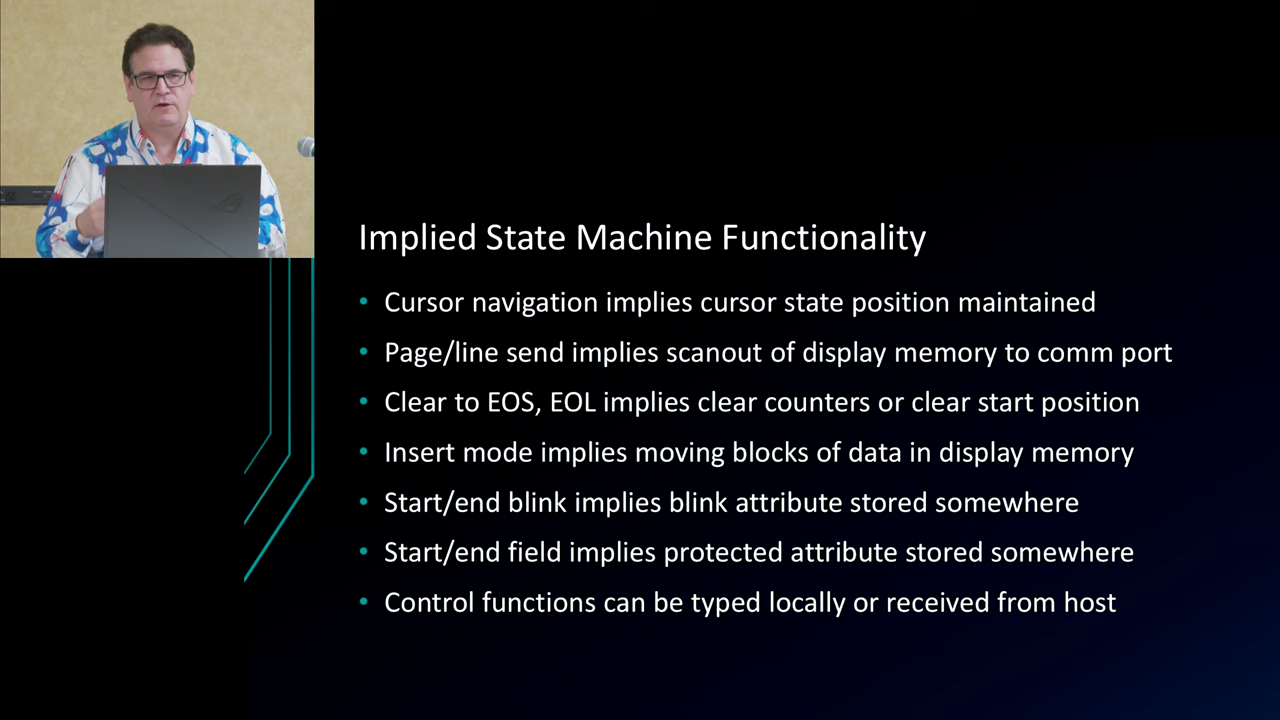 Implied State Machine Functionality
• Cursor navigation implies cursor state position maintained
• Page/line send implies scanout of display memory to comm port
• Clear to EOS, EOL implies clear counters or clear start position
• Insert mode implies moving blocks of data in display memory
• Start/end blink implies blink attribute stored somewhere
• Start/end field implies protected attribute stored somewhere
• Control functions can be typed locally or received from host